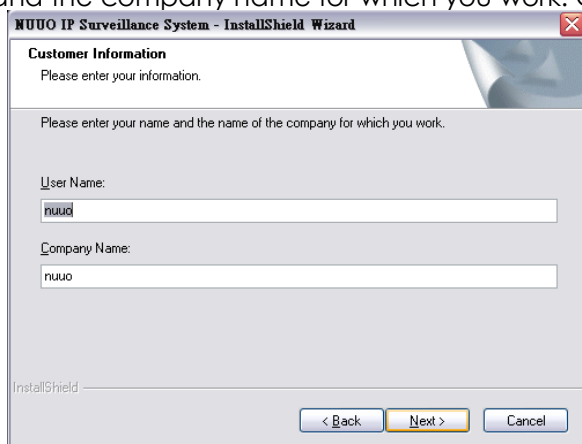 and the company name for which you work.
NUUO IP Surveillance System - InstallShield Wizard
Customer Information
Please enter your information.
Please enter your name and the name of the company for which you work.
User Name:
nuuo
Company Name:
nuuo
InstallShield
< Back Next > Cancel